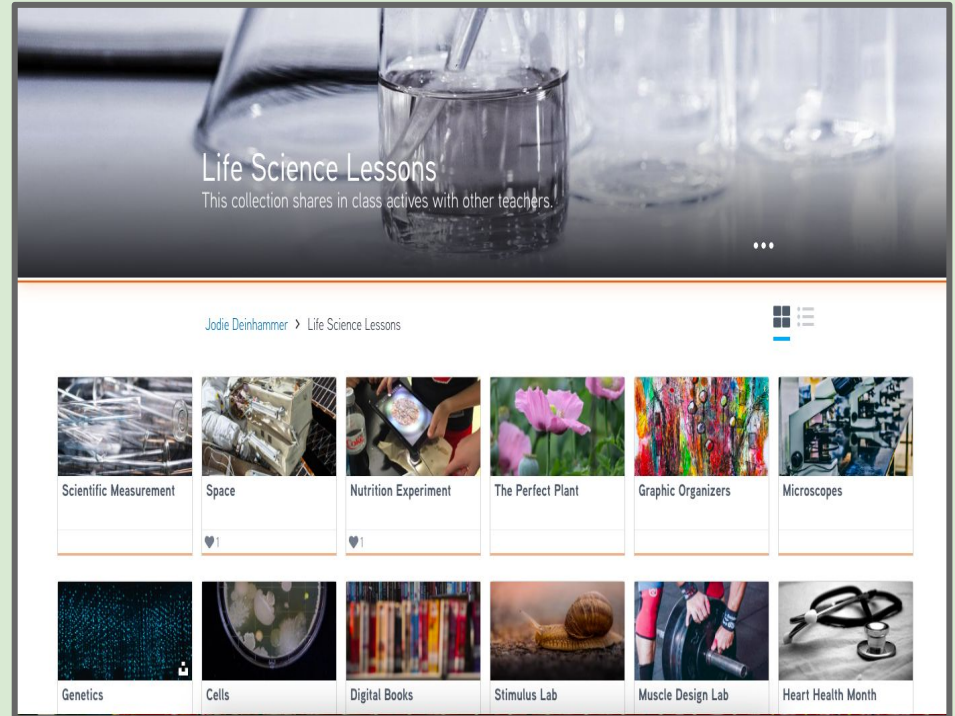 Life Science Lessons
This collection shares in class actives with other teachers.
Jodie Deinhammer > Life Science Lessons
Scientific Measurement
Space
Nutrition Experiment
The Perfect Plant
Graphic Organizers
Microscopes
1
1
Genetics
Cells
Digital Books
Stimulus Lab
Muscle Design Lab
Heart Health Month